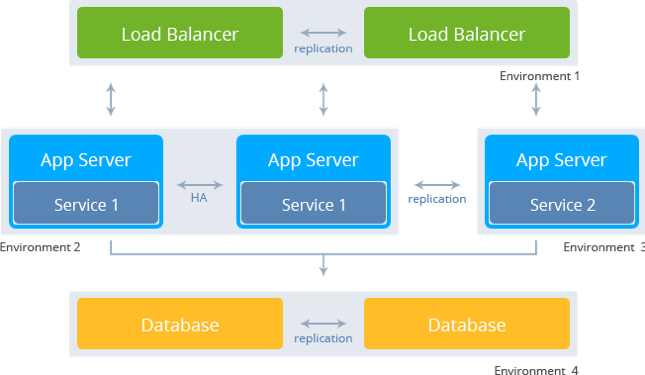 Load Balancer
replication
Load Balancer
Environment 1
App Server
Service 1
HA
App Server
Service 1
replication
App Server
Service 2
Environment 2
Environment 3
Database
replication
Database
Environment 4